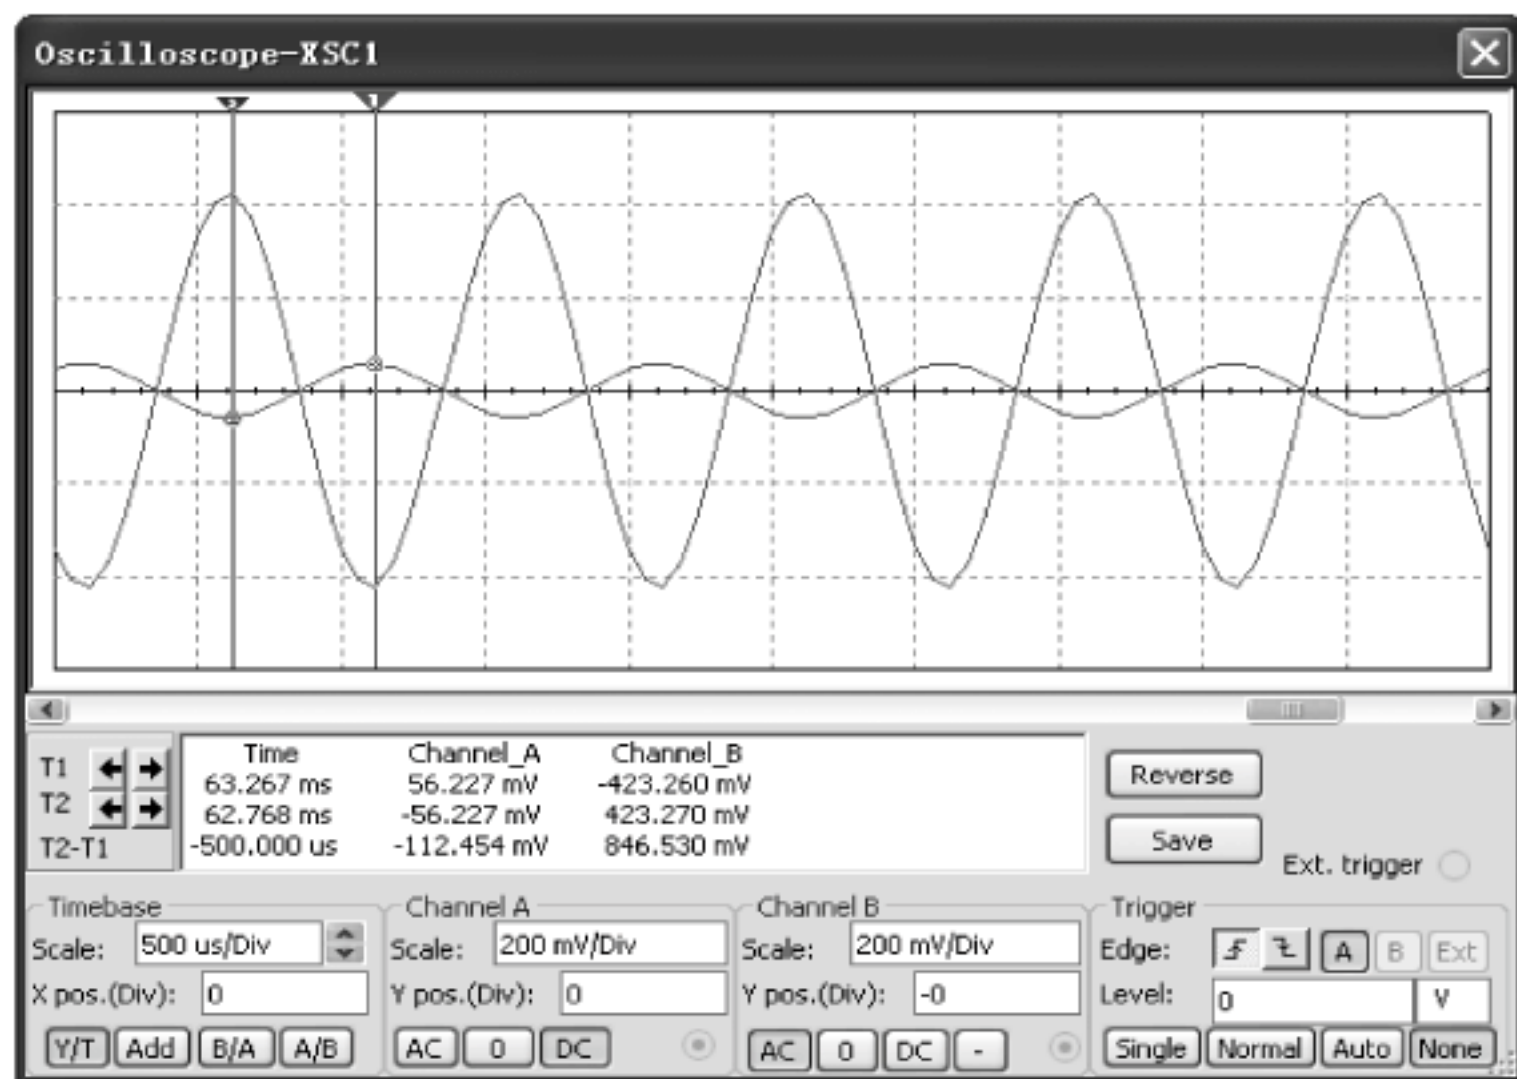 Oscilloscope-XSC1
2 1
Time Channel_A Channel_B
T1 63.267 ms 56.227 mV -423.260 mV
T2 62.768 ms -56.227 mV 423.270 mV
T2-T1 -500.000 us -112.454 mV 846.530 mV
Reverse
Save
Ext. trigger
Timebase
Scale: 500 us/Div
X pos.(Div): 0
Y/T Add B/A A/B
Channel A
Scale: 200 mV/Div
Y pos.(Div): 0
AC 0 DC
Channel B
Scale: 200 mV/Div
Y pos.(Div): -0
AC 0 DC -
Trigger
Edge: A B Ext
Level: 0 V
Single Normal Auto None